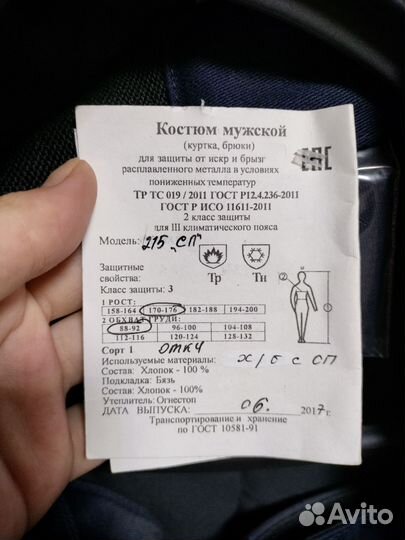 Костюм мужской
(куртка, брюки)
для защиты от искр и брызг
расплавленного металла в условиях
пониженных температур
ЕАС
ТР ТС 019 / 2011 ГОСТ Р12.4.236-2011
ГОСТ Р ИСО 11611-2011
2 класс защиты
для III климатического пояса
Модель: 215 „СП"
Защитные
свойства: Тр Тн
Класс защиты: 3
1 РОСТ:
158-164 170-176 182-188 194-200
2 ОБХВАТ ГРУДИ:
88-92 96-100 104-108
112-116 120-124 128-132
Сорт 1 ОТК4
Используемые материалы: х/б с СП
Состав: Хлопок - 100 %
Подкладка: Бязь
Состав: Хлопок - 100%
Утеплитель: Огнестоп
ДАТА ВЫПУСКА: 06. 2017 г.
Транспортирование и хранение
по ГОСТ 10581-91
Avito